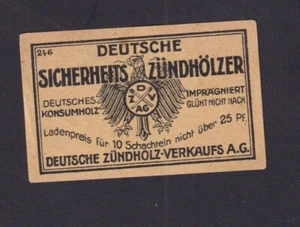 246
DEUTSCHE
SICHERHEITS ZÜNDHÖLZER
DEUTSCHES KONSUMHOLZ
IMPRÄGNIERT GLÜHT NICHT NACH
D Z V AG
Ladenpreis für 10 Schachteln nicht über 25 PF.
DEUTSCHE ZÜNDHOLZ-VERKAUFS A.G.